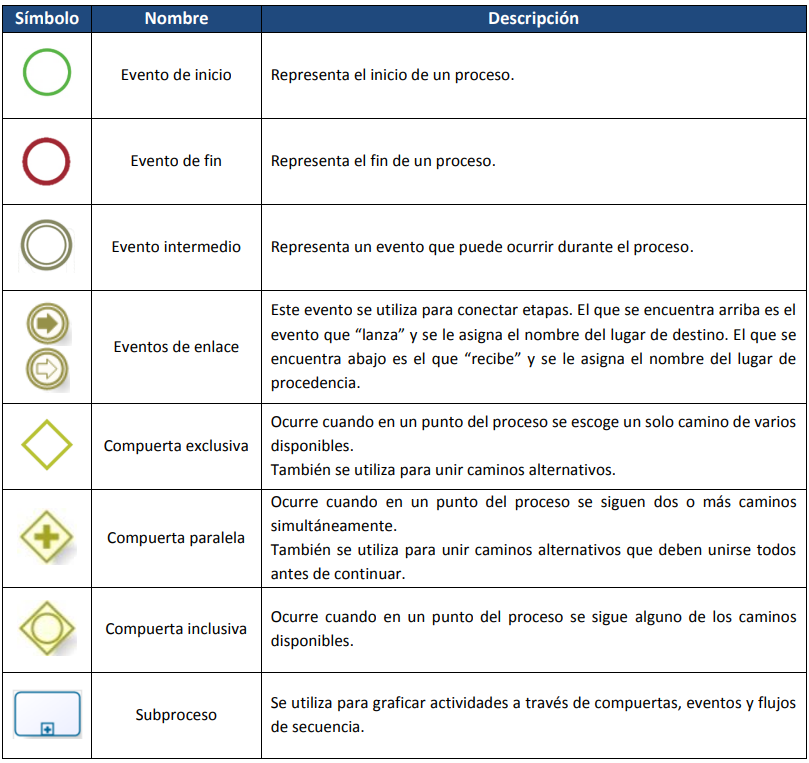 Símbolo Nombre Descripción
Evento de inicio Representa el inicio de un proceso.
Evento de fin Representa el fin de un proceso.
Evento intermedio Representa un evento que puede ocurrir durante el proceso.
Eventos de enlace
Este evento se utiliza para conectar etapas. El que se encuentra arriba es el
evento que “lanza” y se le asigna el nombre del lugar de destino. El que se
encuentra abajo es el que “recibe” y se le asigna el nombre del lugar de
procedencia.
Compuerta exclusiva
Ocurre cuando en un punto del proceso se escoge un solo camino de varios
disponibles.
También se utiliza para unir caminos alternativos.
Compuerta paralela
Ocurre cuando en un punto del proceso se siguen dos o más caminos
simultáneamente.
También se utiliza para unir caminos alternativos que deben unirse todos
antes de continuar.
Compuerta inclusiva
Ocurre cuando en un punto del proceso se sigue alguno de los caminos
disponibles.
Subproceso
Se utiliza para graficar actividades a través de compuertas, eventos y flujos
de secuencia.